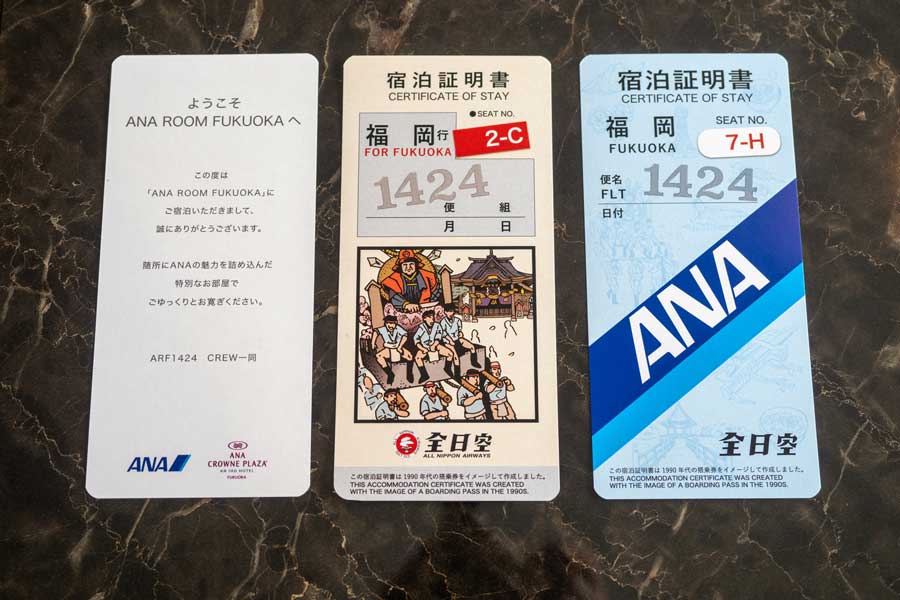 ようこそ
ANA ROOM FUKUOKA へ
この度は
「ANA ROOM FUKUOKA」に
ご宿泊いただきまして、
誠にありがとうございます。
随所にANAの魅力を詰め込んだ
特別なお部屋で
ごゆっくりとお寛ぎください。
ARF1424 CREW一同
ANA
ANA
CROWNE PLAZA
AN IHG HOTEL
FUKUOKA
宿泊証明書
CERTIFICATE OF STAY
●SEAT NO.
福岡行
2-C
FOR FUKUOKA
1424
便 組
月 日
全日空
ALL NIPPON AIRWAYS
この宿泊証明書は1990年代の搭乗券をイメージして作成しました。
THIS ACCOMMODATION CERTIFICATE WAS CREATED
WITH THE IMAGE OF A BOARDING PASS IN THE 1990S.
宿泊証明書
CERTIFICATE OF STAY
SEAT NO.
福岡
FUKUOKA
7-H
便名
FLT
1424
日付
ANA
全日空
この宿泊証明書は1990年代の搭乗券をイメージして作成しました。
THIS ACCOMMODATION CERTIFICATE WAS CREATED
WITH THE IMAGE OF A BOARDING PASS IN THE 1990S.